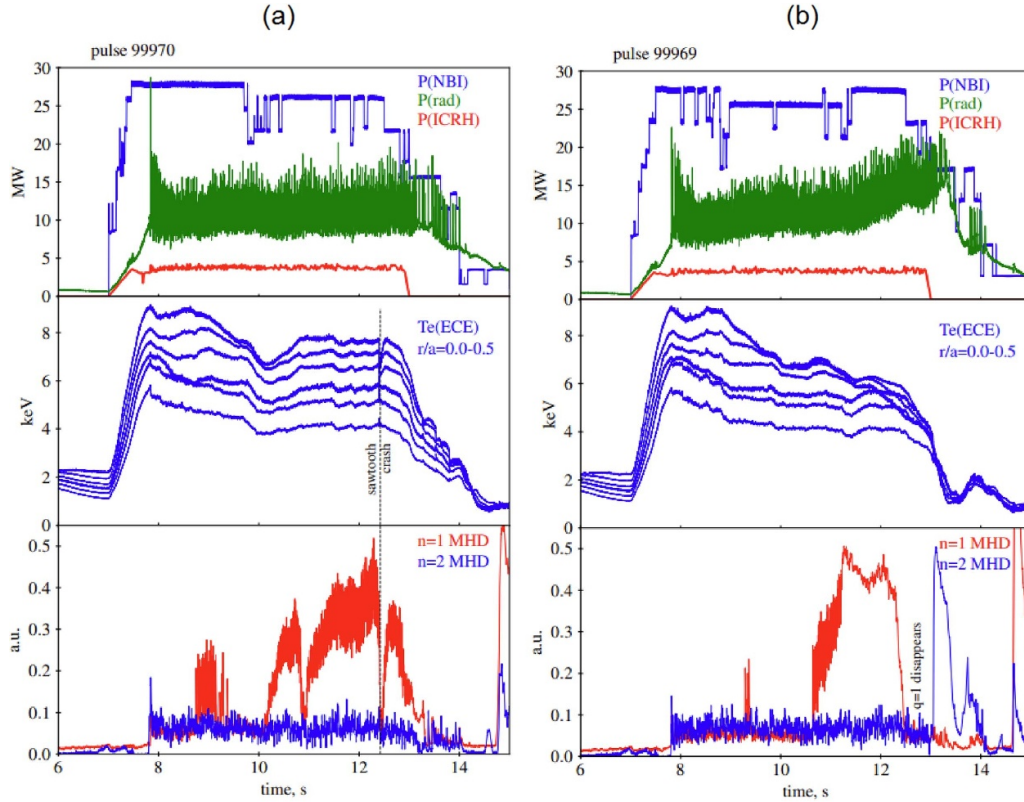 (a)
pulse 99970
30
25
20
15
10
5
0
MW
P(NBI)
P(rad)
P(ICRH)
8
6
4
2
0
keV
Te(ECE)
r/a=0.0-0.5
sawtooth
crash
0.5
0.4
0.3
0.2
0.1
0.0
a.u.
n=1 MHD
n=2 MHD
6
8
10
12
14
time, s
(b)
pulse 99969
30
25
20
15
10
5
0
MW
P(NBI)
P(rad)
P(ICRH)
8
6
4
2
0
keV
Te(ECE)
r/a=0.0-0.5
0.5
0.4
0.3
0.2
0.1
0.0
a.u.
n=1 MHD
n=2 MHD
q=1 disappears
6
8
10
12
14
time, s